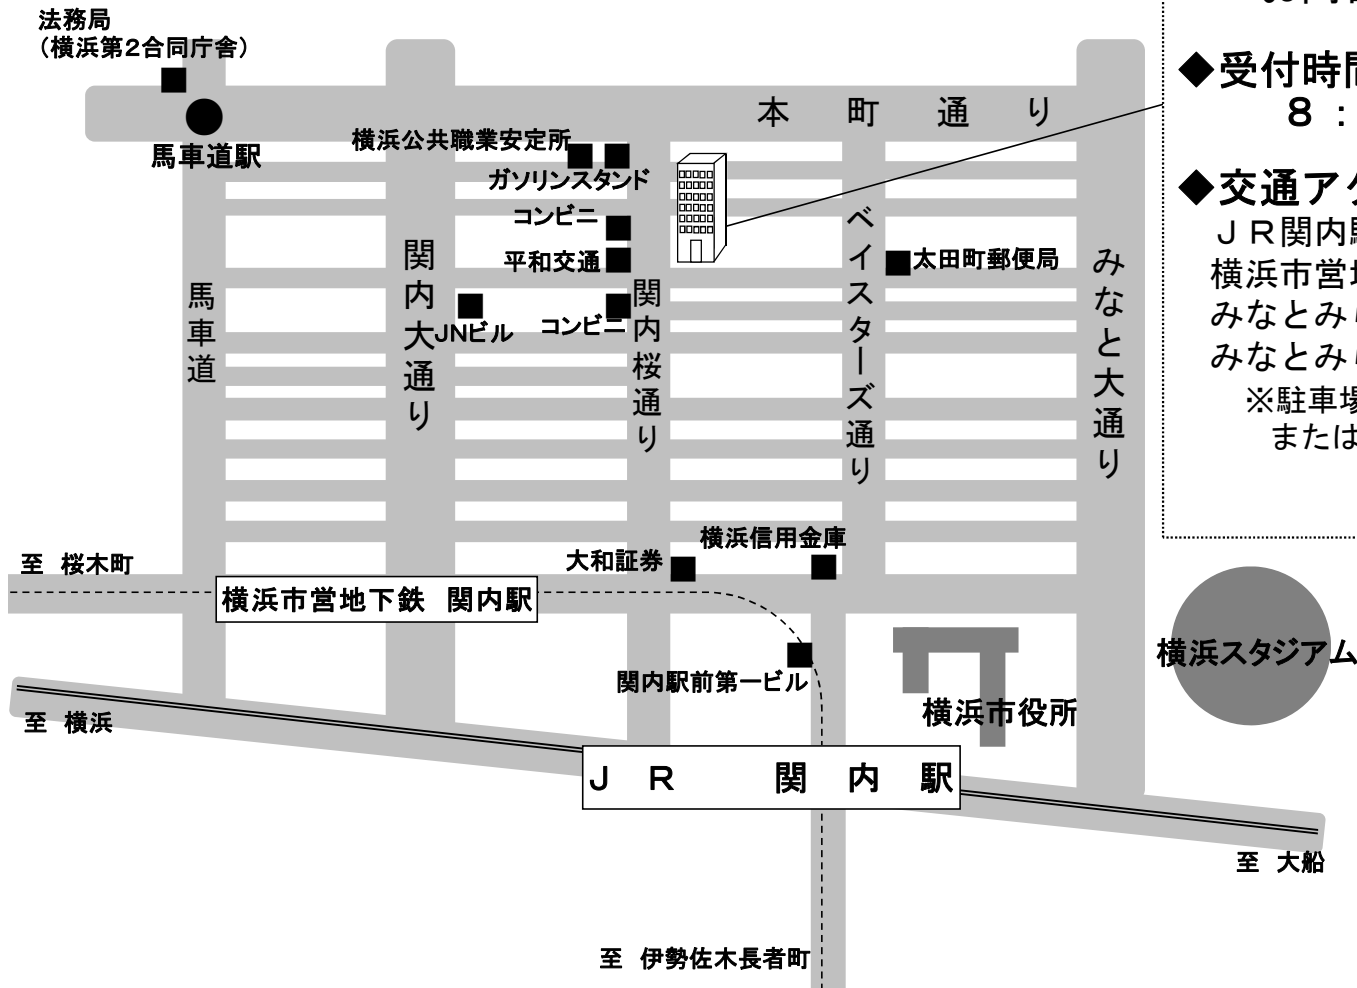 法務局
（横浜第2合同庁舎）
◆受付時間
８：
本町通り
横浜公共職業安定所
馬車道駅
ガソリンスタンド
◆交通アク
コンビニ
ＪＲ関内駅
平和交通
太田町郵便局
横浜市営地
みなとみら
みなとみら
※駐車場
または
JNビル
コンビニ
馬車道
関内大通り
関内桜通り
ベイスターズ通り
みなと大通り
至 桜木町
大和証券
横浜信用金庫
横浜市営地下鉄 関内駅
横浜スタジアム
関内駅前第一ビル
至 横浜
横浜市役所
ＪＲ 関内駅
至 大船
至 伊勢佐木長者町